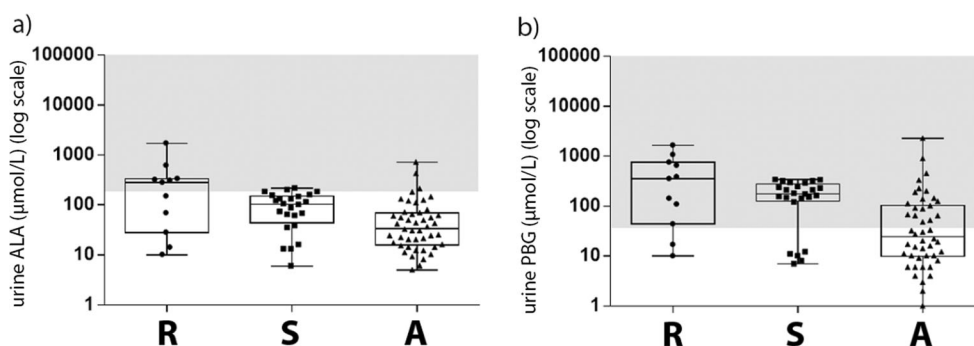 a)
urine ALA (µmol/L) (log scale)
100000
10000
1000
100
10
1
R S A
b)
urine PBG (µmol/L) (log scale)
100000
10000
1000
100
10
1
R S A